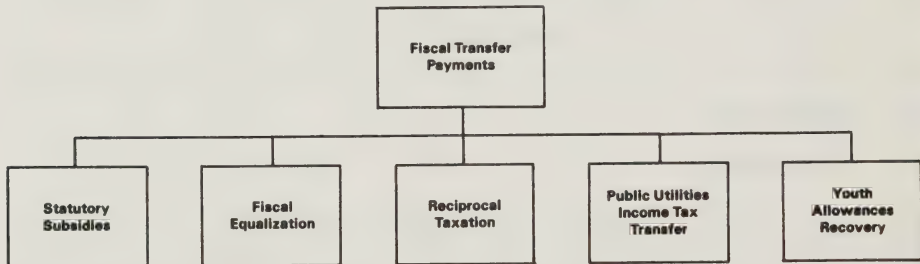 Fiscal Transfer
Payments
Statutory
Subsidies
Fiscal
Equalization
Reciprocal
Taxation
Public Utilities
Income Tax
Transfer
Youth
Allowances
Recovery